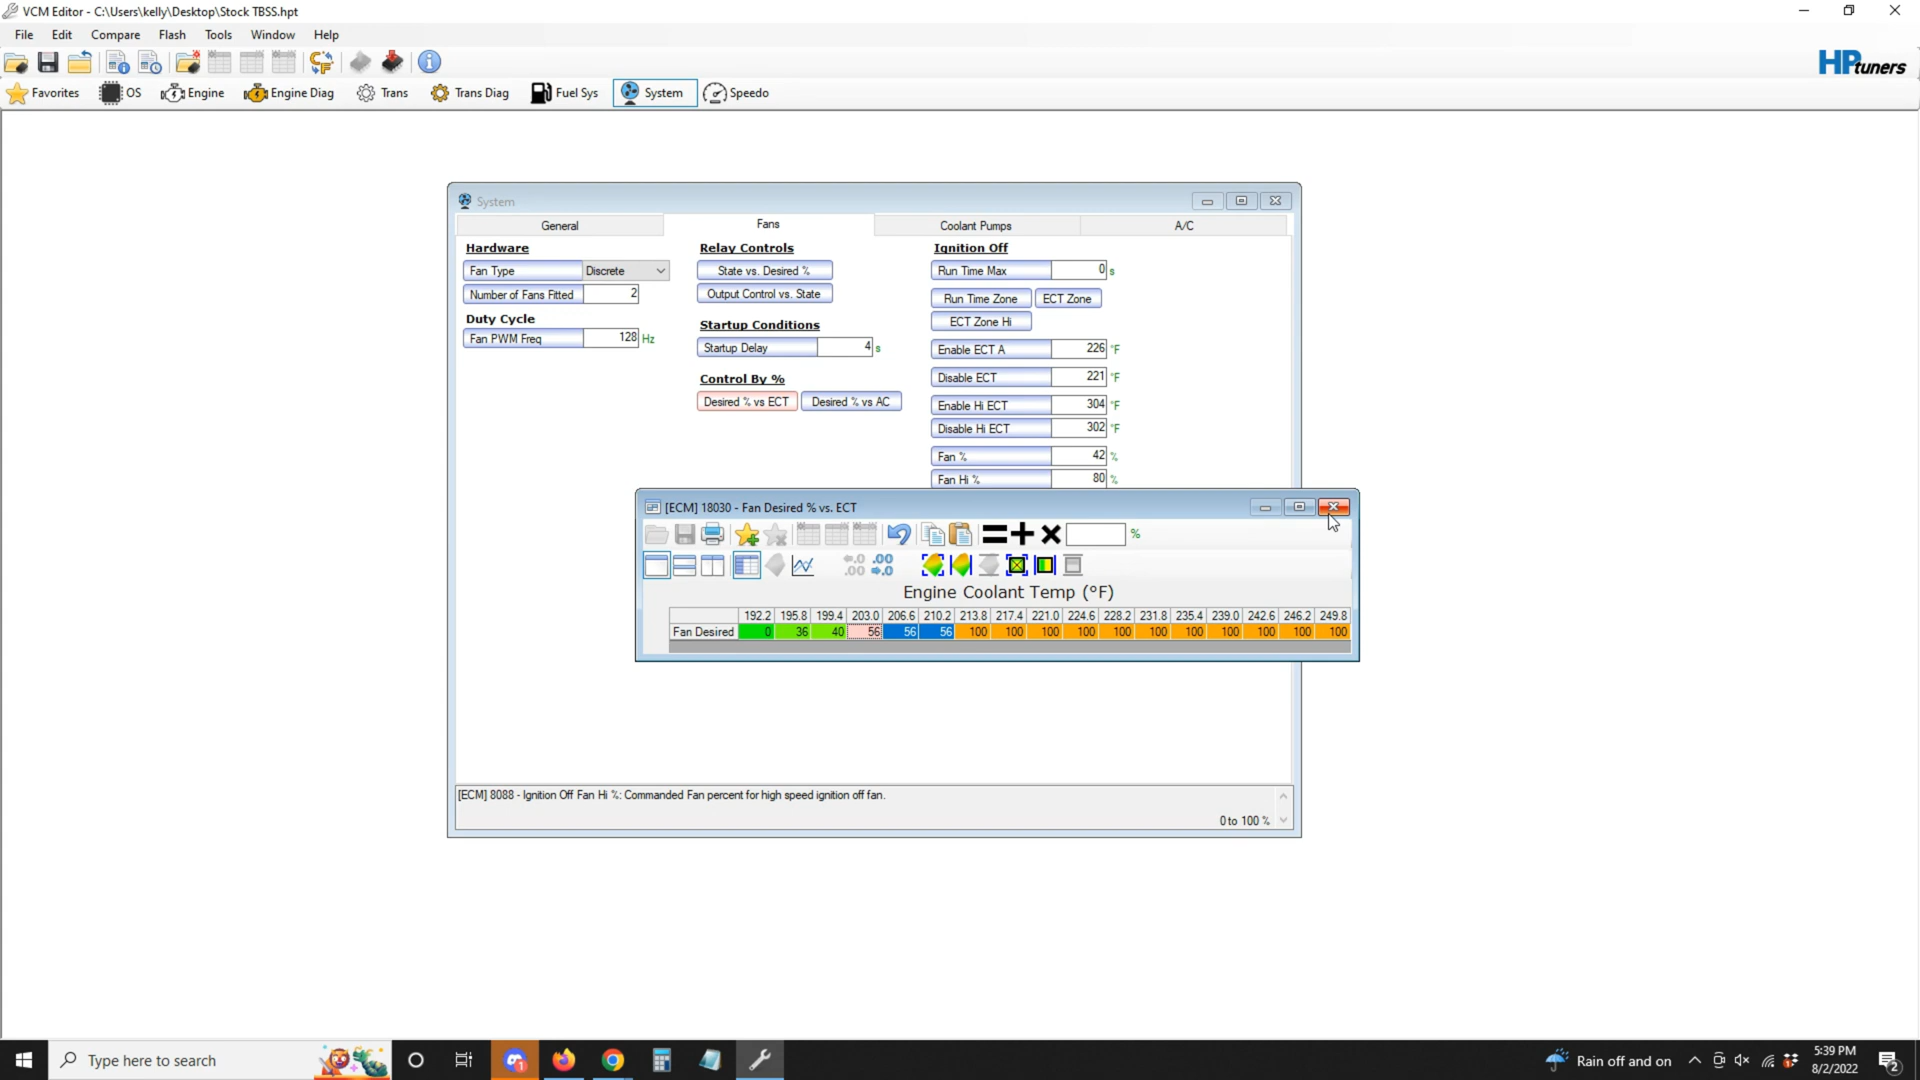 VCM Editor - C:\Users\kelly\Desktop\Stock TBSS.hpt
File Edit Compare Flash Tools Window Help
HPtuners
Favorites OS Engine Engine Diag Trans Trans Diag Fuel Sys System Speedo
System
General Fans Coolant Pumps A/C
Hardware Relay Controls Ignition Off
Fan Type Discrete State vs. Desired % Run Time Max 0 s
Number of Fans Fitted 2 Output Control vs. State Run Time Zone ECT Zone
Duty Cycle Startup Conditions ECT Zone Hi
Fan PWM Freq 128 Hz Startup Delay 4 s Enable ECT A 226 °F
Control By % Disable ECT 221 °F
Desired % vs ECT Desired % vs AC Enable Hi ECT 304 °F
Disable Hi ECT 302 °F
Fan % 42 %
Fan Hi % 80 %
[ECM] 18030 - Fan Desired % vs. ECT
%
Engine Coolant Temp (°F)
192.2 195.8 199.4 203.0 206.6 210.2 213.8 217.4 221.0 224.6 228.2 231.8 235.4 239.0 242.6 246.2 249.8
Fan Desired 0 36 40 56 56 56 100 100 100 100 100 100 100 100 100 100 100
[ECM] 8088 - Ignition Off Fan Hi %: Commanded Fan percent for high speed ignition off fan.
0 to 100 %
Type here to search
Rain off and on
5:39 PM
8/2/2022